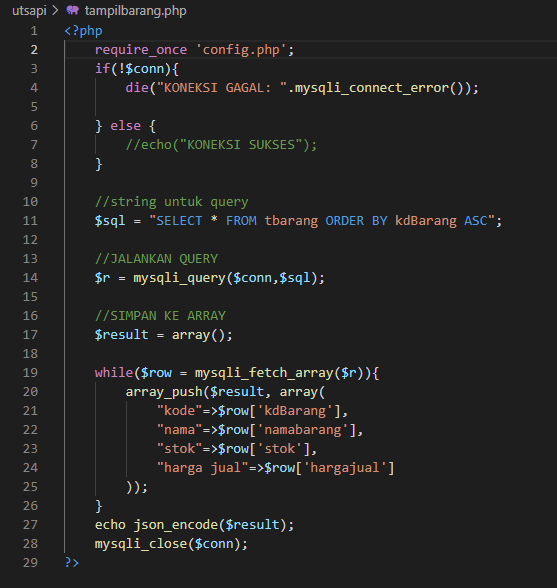 utsapi > tampilbarang.php
1 <?php
2 require_once 'config.php';
3 if(!$conn){
4 die("KONEKSI GAGAL: ".mysqli_connect_error());
5
6 } else {
7 //echo("KONEKSI SUKSES");
8 }
9
10 //string untuk query
11 $sql = "SELECT * FROM tbarang ORDER BY kdBarang ASC";
12
13 //JALANKAN QUERY
14 $r = mysqli_query($conn,$sql);
15
16 //SIMPAN KE ARRAY
17 $result = array();
18
19 while($row = mysqli_fetch_array($r)){
20 array_push($result, array(
21 "kode"=>$row['kdBarang'],
22 "nama"=>$row['namabarang'],
23 "stok"=>$row['stok'],
24 "harga jual"=>$row['hargajual']
25 ));
26 }
27 echo json_encode($result);
28 mysqli_close($conn);
29 ?>